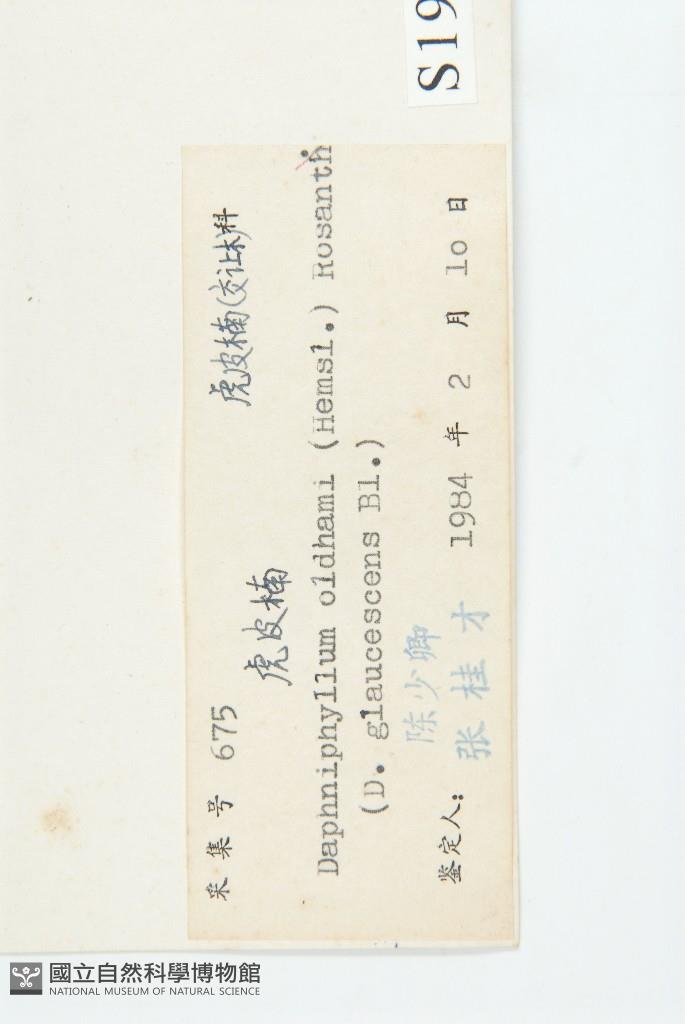 S19
采集号 675 虎皮楠(交让木)科
虎皮楠
Daphniphyllum oldhami (Hemsl.) Rosanth
(D. glaucescens Bl.)
陈少卿
鉴定人: 张桂才 1984 年 2 月 10 日
國立自然科學博物館
NATIONAL MUSEUM OF NATURAL SCIENCE